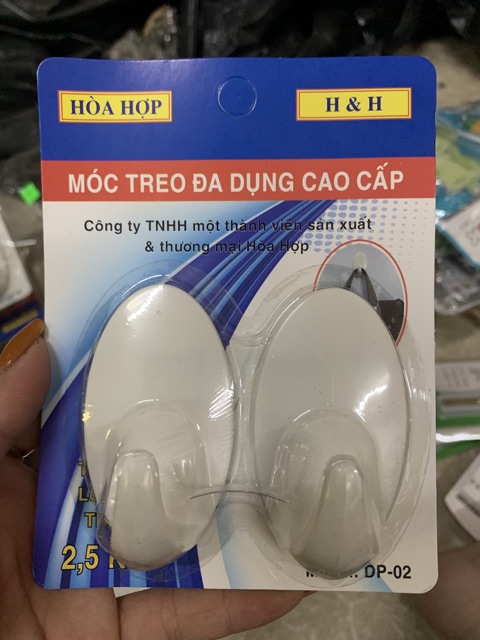 HÒA HỢP
H & H
MÓC TREO ĐA DỤNG CAO CẤP
Công ty TNHH một thành viên sản xuất
& thương mại Hòa Hợp
2,5
DP-02